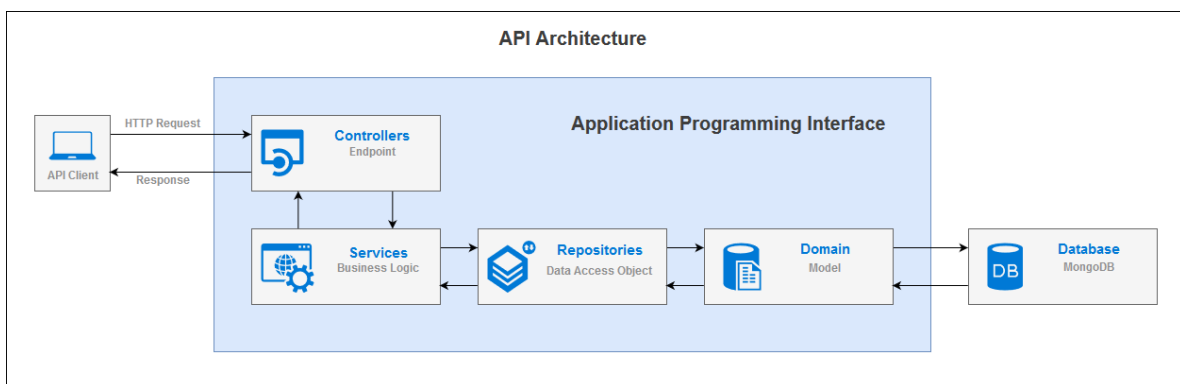 API Architecture
Application Programming Interface
HTTP Request
Response
API Client
Controllers
Endpoint
Services
Business Logic
Repositories
Data Access Object
Domain
Model
DB
Database
MongoDB